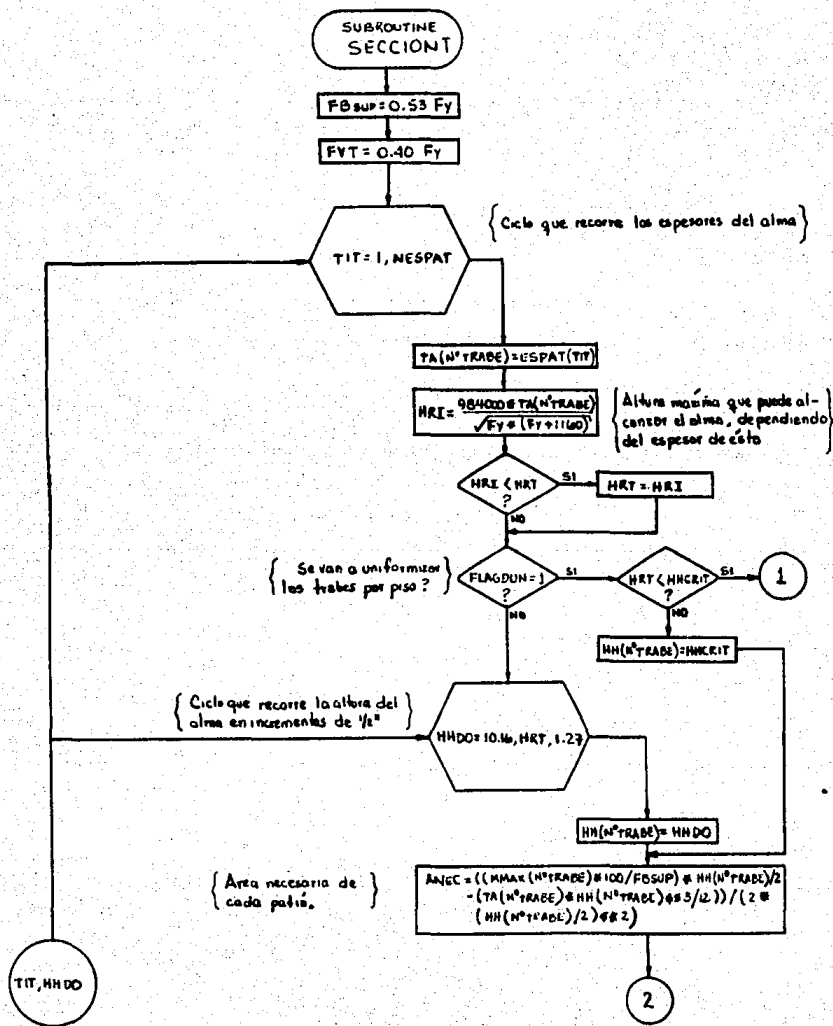 SUBROUTINE
SECCIONT
FBSUP = 0.53 Fy
FVT = 0.40 Fy
{ Ciclo que recorre los espesores del alma }
TIT = 1, NESPAT
TA(N° TRABE) = ESPAT(TIT)
HRI = 984000 * TA(N° TRABE) / √Fy * (Fy + 1160)
{ Altura maxima que puede al-
canzar el alma, dependiendo
del espesor de ésta }
HRI < HRT
?
SI
HRT = HRI
NO
{ Se van a uniformizar
las trabes por piso ? }
FLAGDUN = 1
?
SI
HRT < HHCRIT
?
SI
1
NO
NO
HH(N° TRABE) = HHCRIT
{ Ciclo que recorre la altura del
alma en incrementos de 1/2" }
HHDO = 10.16, HRT, 1.27
HH(N° TRABE) = HHDO
{ Area necesaria de
cada patín. }
ANEC = ((MMAX(N° TRABE) * 100 / FBSUP) * HH(N° TRABE)/2
- (TA(N° TRABE) * HH(N° TRABE) ** 3/12)) / (2 *
(HH(N° TRABE)/2) ** 2)
TIT, HHDO
2